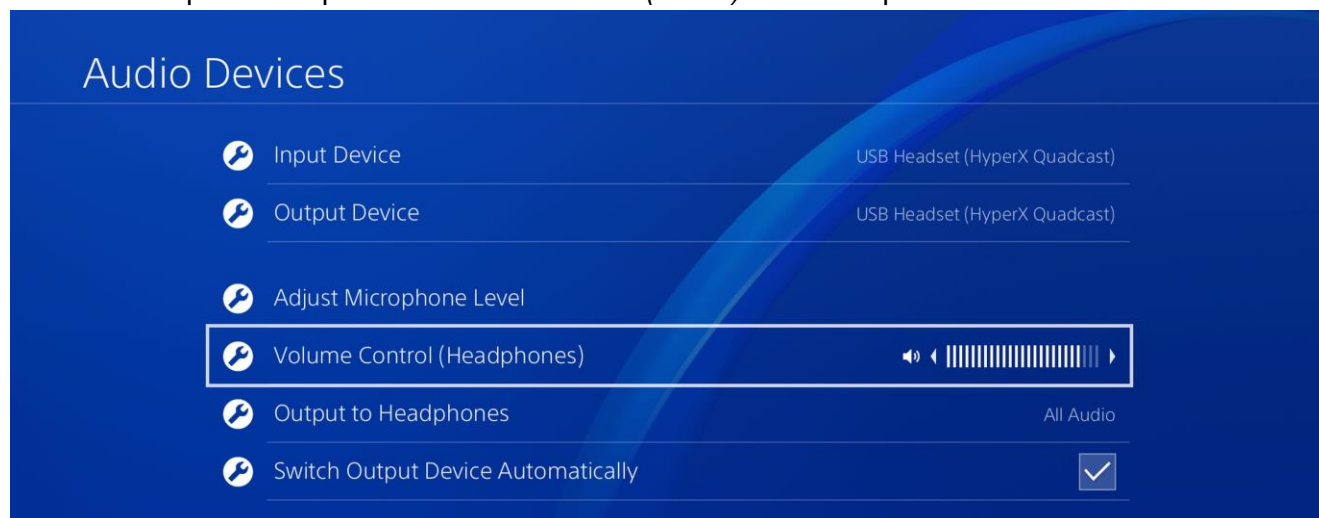 Audio Devices
Input Device USB Headset (HyperX Quadcast)
Output Device USB Headset (HyperX Quadcast)
Adjust Microphone Level
Volume Control (Headphones)
Output to Headphones All Audio
Switch Output Device Automatically